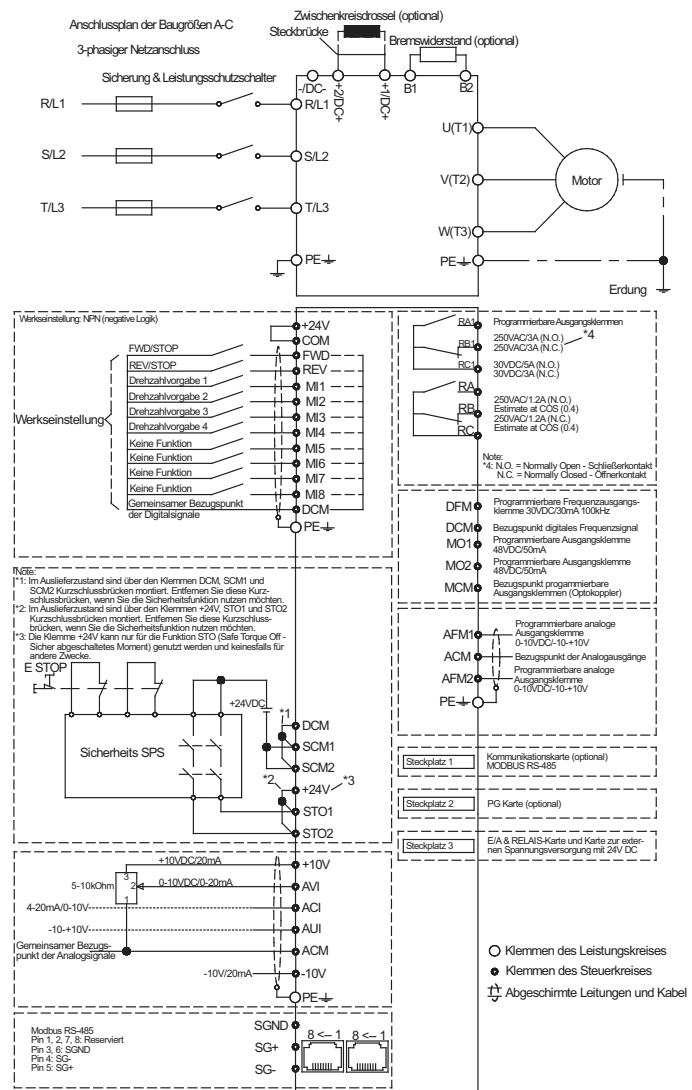 Anschlussplan der Baugrößen A-C
3-phasiger Netzanschluss
Zwischenkreisdrossel (optional)
Steckbrücke
Bremswiderstand (optional)
Sicherung & Leistungsschutzschalter
-/DC-
+2/DC+
+1/DC+
B1
B2
R/L1
R/L1
S/L2
S/L2
T/L3
T/L3
U(T1)
V(T2)
W(T3)
Motor
PE
PE
Erdung
Werkseinstellung: NPN (negative Logik)
Werkseinstellung
+24V
COM
FWD/STOP
FWD
REV/STOP
REV
Drehzahlvorgabe 1
MI1
Drehzahlvorgabe 2
MI2
Drehzahlvorgabe 3
MI3
Drehzahlvorgabe 4
MI4
Keine Funktion
MI5
Keine Funktion
MI6
Keine Funktion
MI7
Keine Funktion
MI8
Gemeinsamer Bezugspunkt
der Digitalsignale
DCM
PE
RA1
Programmierbare Ausgangsklemmen
RB1
250VAC/3A (N.O.)
250VAC/3A (N.C.)
*4
RC1
30VDC/5A (N.O.)
30VDC/3A (N.C.)
RA
250VAC/1.2A (N.O.)
RB
Estimate at COS (0.4)
250VAC/1.2A (N.C.)
Estimate at COS (0.4)
RC
Note:
*4: N.O. = Normally Open - Schließerkontakt
N.C. = Normally Closed - Öffnerkontakt
DFM
Programmierbare Frequenzausgangs-
klemme 30VDC/30mA 100kHz
DCM
Bezugspunkt digitales Frequenzsignal
MO1
Programmierbare Ausgangsklemme
48VDC/50mA
MO2
Programmierbare Ausgangsklemme
48VDC/50mA
MCM
Bezugspunkt progammierbare
Ausgangsklemmen (Optokoppler)
AFM1
Programmierbare analoge
Ausgangsklemme
0-10VDC/-10-+10V
ACM
Bezugspunkt der Analogausgänge
AFM2
Programmierbare analoge
Ausgangsklemme
0-10VDC/-10-+10V
PE
Steckplatz 1
Kommunikationskarte (optional)
MODBUS RS-485
Steckplatz 2
PG Karte (optional)
Steckplatz 3
E/A & RELAIS-Karte und Karte zur exter-
nen Spannungsversorgung mit 24V DC
Note:
*1: Im Auslieferzustand sind über den Klemmen DCM, SCM1 und
SCM2 Kurzschlussbrücken montiert. Entfernen Sie diese Kurz-
schlussbrücken, wenn Sie die Sicherheitsfunktion nutzen möchten.
*2: Im Auslieferzustand sind über den Klemmen +24V, STO1 und STO2
Kurzschlussbrücken montiert. Entfernen Sie diese Kurzschluss-
brücken, wenn Sie die Sicherheitsfunktion nutzen möchten.
*3: Die Klemme +24V kann nur für die Funktion STO (Safe Torque Off -
Sicher abgeschaltetes Moment) genutzt werden und keinesfalls für
andere Zwecke.
E STOP
+24VDC
*1
DCM
Sicherheits SPS
SCM1
SCM2
*2
+24V
*3
STO1
STO2
+10VDC/20mA
+10V
5-10kOhm
3
2
1
0-10VDC/0-20mA
AVI
4-20mA/0-10V
ACI
-10-+10V
AUI
Gemeinsamer Bezugs-
punkt der Analogsignale
ACM
-10V/20mA
-10V
PE
Modbus RS-485
Pin 1, 2, 7, 8: Reserviert
Pin 3, 6: SGND
Pin 4: SG-
Pin 5: SG+
SGND
SG+
SG-
8 <-- 1
8 <-- 1
Klemmen des Leistungskreises
Klemmen des Steuerkreises
Abgeschirmte Leitungen und Kabel